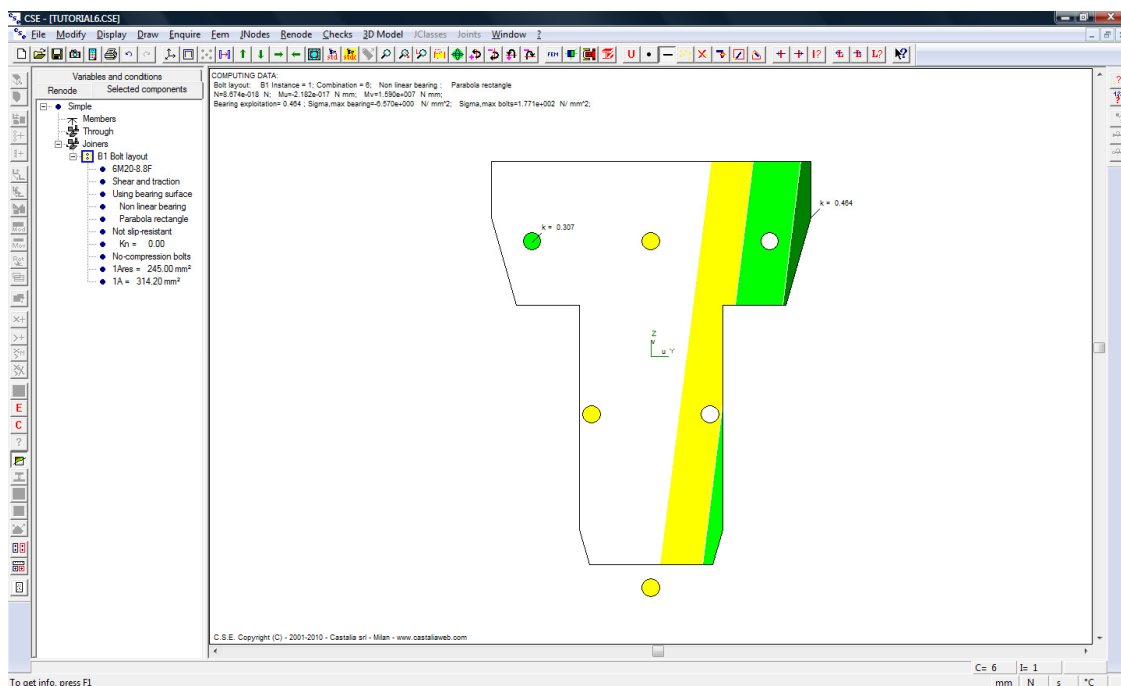 CSE - [TUTORIAL6.CSE]
File Modify Display Draw Enquire Fem JNodes Renode Checks 3D Model JClasses Joints Window ?
Variables and conditions
Renode Selected components
Simple
Members
Through
Joiners
B1 Bolt layout
6M20-8.8F
Shear and traction
Using bearing surface
Non linear bearing
Parabola rectangle
Not slip-resistant
Kn = 0.00
No-compression bolts
1Ares = 245.00 mm²
1A = 314.20 mm²
COMPUTING DATA:
Bolt layout: B1 Instance = 1; Combination = 6; Non linear bearing : Parabola rectangle
N=8.674e-018 N; Mu=-2.182e-017 N mm; Mv=1.590e+007 N mm;
Bearing exploitation= 0.464 ; Sigma,max bearing=-6.570e+000 N/ mm^2; Sigma,max bolts=1.771e+002 N/ mm^2;
k = 0.464
k = 0.307
Z
v
u Y
C.S.E. Copyright (C) - 2001-2010 - Castalia srl - Milan - www.castaliaweb.com
E
C
?
C= 6 I= 1
To get info, press F1 mm N s °C